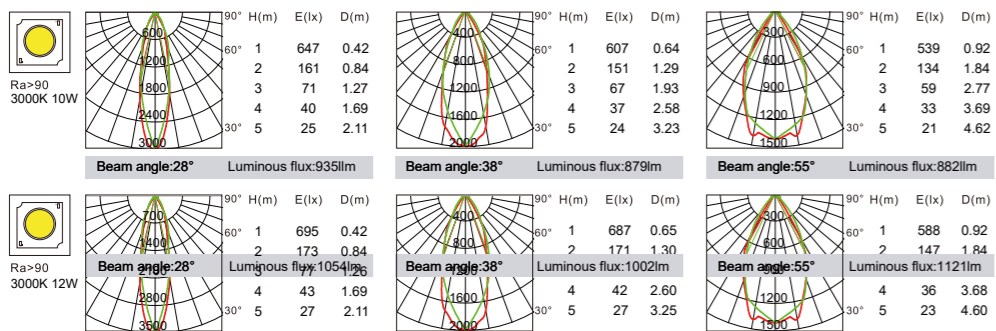 Ra>90
3000K 10W
90° H(m) E(lx) D(m)
600
60° 1 647 0.42
1200
2 161 0.84
1800
3 71 1.27
2400
4 40 1.69
30° 5 25 2.11
3000
Beam angle:28° Luminous flux:935llm
90° H(m) E(lx) D(m)
60° 1 607 0.64
800
2 151 1.29
1200
3 67 1.93
1600
4 37 2.58
30° 5 24 3.23
2000
Beam angle:38° Luminous flux:879lm
90° H(m) E(lx) D(m)
300
60° 1 539 0.92
600
2 134 1.84
3 59 2.77
1200
4 33 3.69
30° 5 21 4.62
1500
Beam angle:55° Luminous flux:882llm
Ra>90
3000K 12W
90° H(m) E(lx) D(m)
700
60° 1 695 0.42
1400
2 173 0.84
2100
3 77 1.26
Beam angle:28° Luminous flux:1054lm
2800
4 43 1.69
30° 5 27 2.11
3500
90° H(m) E(lx) D(m)
400
60° 1 687 0.65
800
2 171 1.30
1200
Beam angle:38° Luminous flux:1002lm
1600
4 42 2.60
30° 5 27 3.25
2000
90° H(m) E(lx) D(m)
300
60° 1 588 0.92
600
2 147 1.84
900
Beam angle:55° Luminous flux:1121lm
1200
4 36 3.68
30° 5 23 4.60
1500